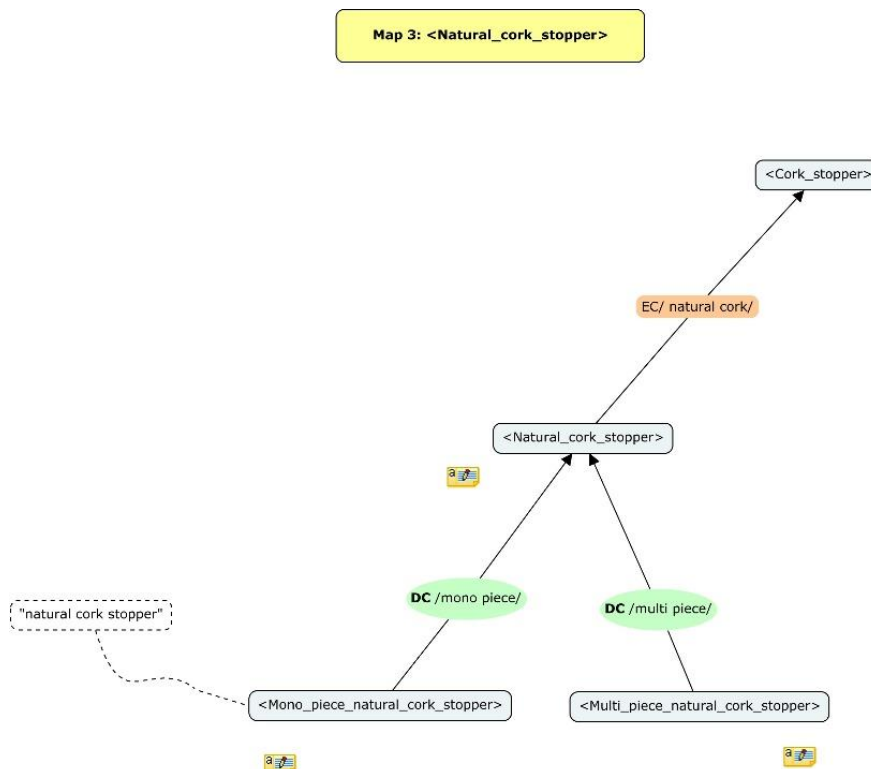 Map 3: <Natural_cork_stopper>
<Cork_stopper>
EC/ natural cork/
<Natural_cork_stopper>
a
DC /mono piece/
DC /multi piece/
"natural cork stopper"
<Mono_piece_natural_cork_stopper>
<Multi_piece_natural_cork_stopper>
a
a